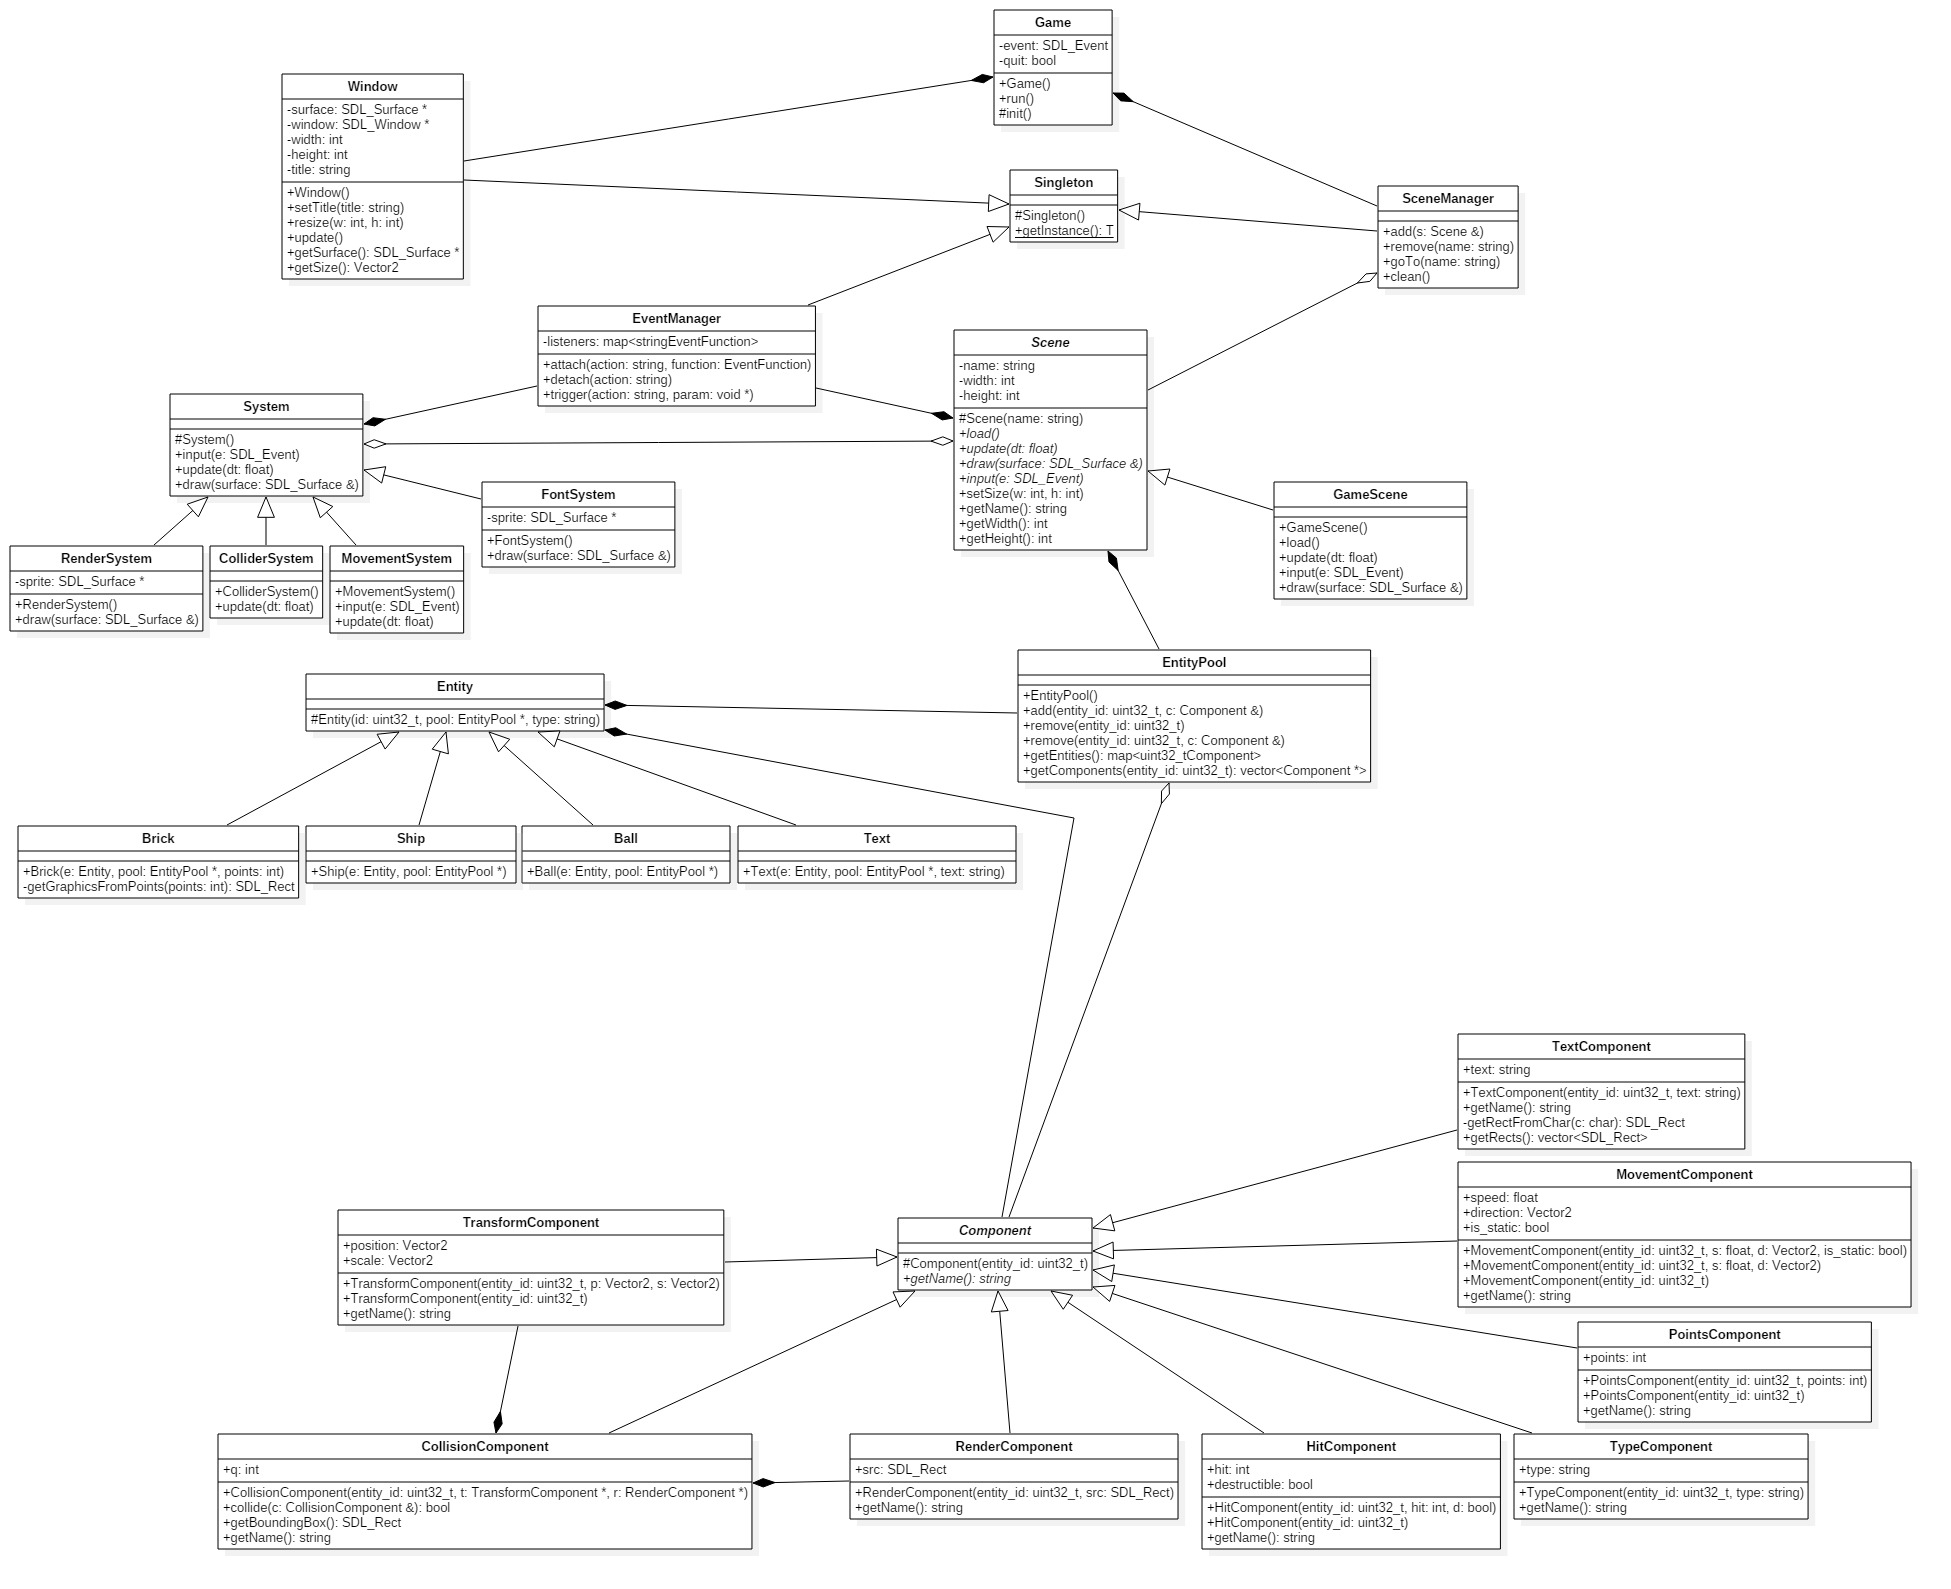 Game
-event: SDL_Event
-quit: bool
+Game()
+run()
#init()
Window
-surface: SDL_Surface *
-window: SDL_Window *
-width: int
-height: int
-title: string
+Window()
+setTitle(title: string)
+resize(w: int, h: int)
+update()
+getSurface(): SDL_Surface *
+getSize(): Vector2
Singleton
#Singleton()
+getInstance(): T
SceneManager
+add(s: Scene &)
+remove(name: string)
+goTo(name: string)
+clean()
EventManager
-listeners: map<stringEventFunction>
+attach(action: string, function: EventFunction)
+detach(action: string)
+trigger(action: string, param: void *)
Scene
-name: string
-width: int
-height: int
#Scene(name: string)
+load()
+update(dt: float)
+draw(surface: SDL_Surface &)
+input(e: SDL_Event)
+setSize(w: int, h: int)
+getName(): string
+getWidth(): int
+getHeight(): int
System
#System()
+input(e: SDL_Event)
+update(dt: float)
+draw(surface: SDL_Surface &)
FontSystem
-sprite: SDL_Surface *
+FontSystem()
+draw(surface: SDL_Surface &)
GameScene
+GameScene()
+load()
+update(dt: float)
+input(e: SDL_Event)
+draw(surface: SDL_Surface &)
RenderSystem
-sprite: SDL_Surface *
+RenderSystem()
+draw(surface: SDL_Surface &)
ColliderSystem
+ColliderSystem()
+update(dt: float)
MovementSystem
+MovementSystem()
+input(e: SDL_Event)
+update(dt: float)
Entity
#Entity(id: uint32_t, pool: EntityPool *, type: string)
EntityPool
+EntityPool()
+add(entity_id: uint32_t, c: Component &)
+remove(entity_id: uint32_t)
+remove(entity_id: uint32_t, c: Component &)
+getEntities(): map<uint32_tComponent>
+getComponents(entity_id: uint32_t): vector<Component *>
Brick
+Brick(e: Entity, pool: EntityPool *, points: int)
-getGraphicsFromPoints(points: int): SDL_Rect
Ship
+Ship(e: Entity, pool: EntityPool *)
Ball
+Ball(e: Entity, pool: EntityPool *)
Text
+Text(e: Entity, pool: EntityPool *, text: string)
TextComponent
+text: string
+TextComponent(entity_id: uint32_t, text: string)
+getName(): string
-getRectFromChar(c: char): SDL_Rect
+getRects(): vector<SDL_Rect>
MovementComponent
+speed: float
+direction: Vector2
+is_static: bool
+MovementComponent(entity_id: uint32_t, s: float, d: Vector2, is_static: bool)
+MovementComponent(entity_id: uint32_t, s: float, d: Vector2)
+MovementComponent(entity_id: uint32_t)
+getName(): string
TransformComponent
+position: Vector2
+scale: Vector2
+TransformComponent(entity_id: uint32_t, p: Vector2, s: Vector2)
+TransformComponent(entity_id: uint32_t)
+getName(): string
Component
#Component(entity_id: uint32_t)
+getName(): string
PointsComponent
+points: int
+PointsComponent(entity_id: uint32_t, points: int)
+PointsComponent(entity_id: uint32_t)
+getName(): string
CollisionComponent
+q: int
+CollisionComponent(entity_id: uint32_t, t: TransformComponent *, r: RenderComponent *)
+collide(c: CollisionComponent &): bool
+getBoundingBox(): SDL_Rect
+getName(): string
RenderComponent
+src: SDL_Rect
+RenderComponent(entity_id: uint32_t, src: SDL_Rect)
+getName(): string
HitComponent
+hit: int
+destructible: bool
+HitComponent(entity_id: uint32_t, hit: int, d: bool)
+HitComponent(entity_id: uint32_t)
+getName(): string
TypeComponent
+type: string
+TypeComponent(entity_id: uint32_t, type: string)
+getName(): string